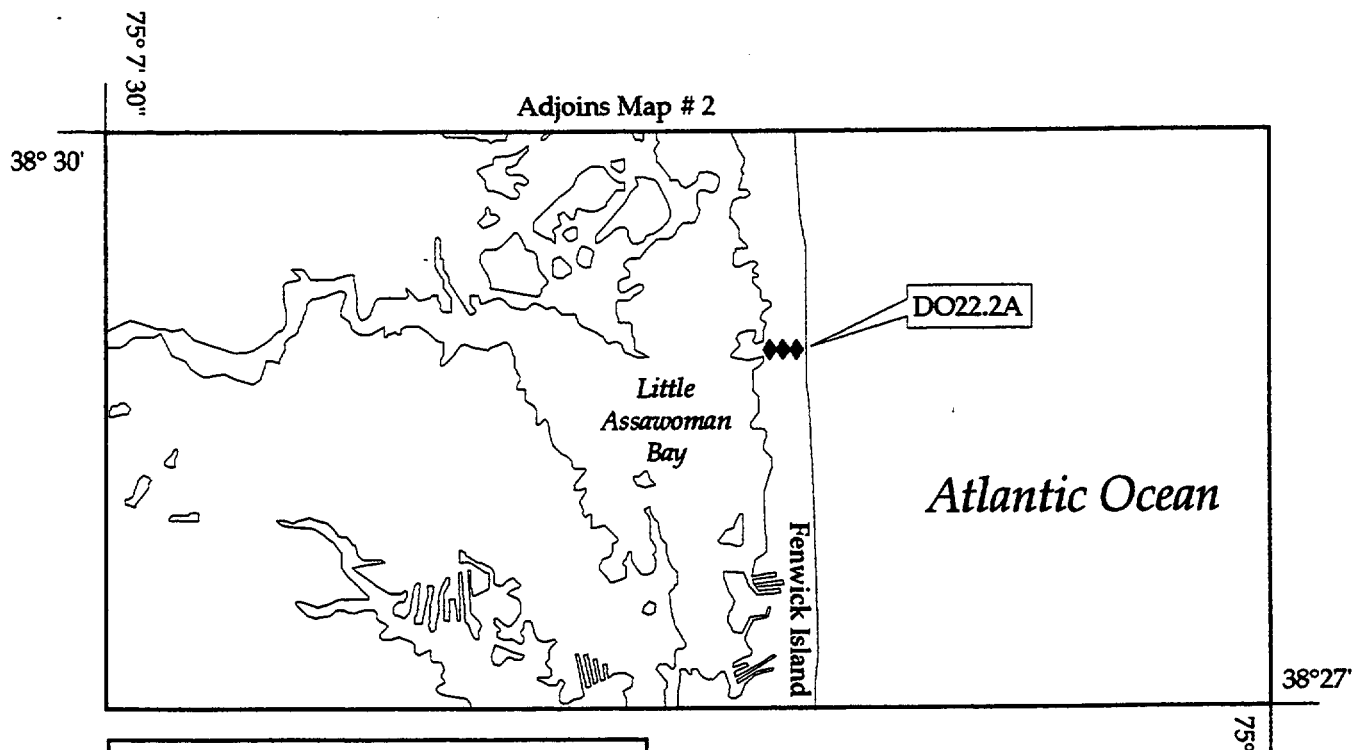 75° 7' 30"
Adjoins Map # 2
38° 30'
DO22.2A
Little
Assawoman
Bay
Atlantic Ocean
Fenwick Island
38°27'
75°